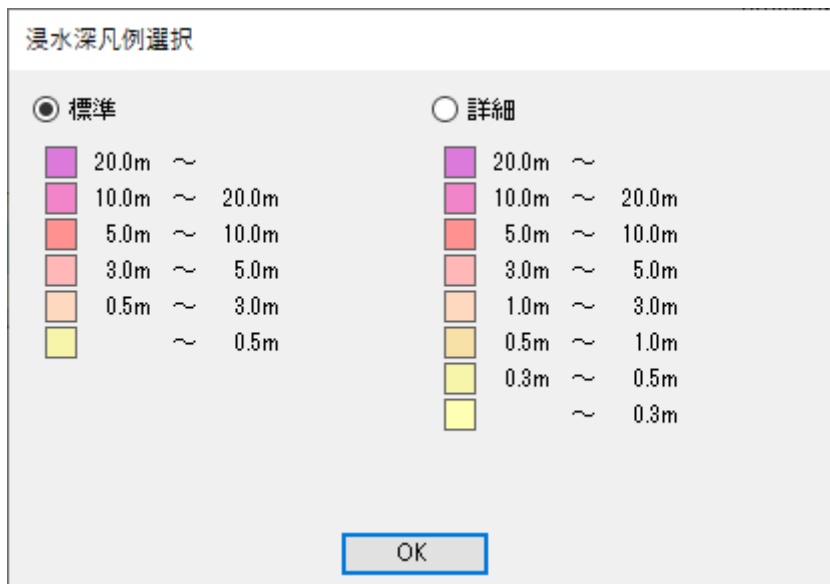 浸水深凡例選択
標準
20.0m ～
10.0m ～ 20.0m
5.0m ～ 10.0m
3.0m ～ 5.0m
0.5m ～ 3.0m
～ 0.5m
詳細
20.0m ～
10.0m ～ 20.0m
5.0m ～ 10.0m
3.0m ～ 5.0m
1.0m ～ 3.0m
0.5m ～ 1.0m
0.3m ～ 0.5m
～ 0.3m
OK